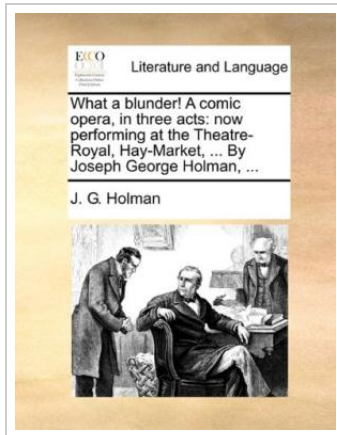 ECCO
Literature and Language
What a blunder! A comic
opera, in three acts: now
performing at the Theatre-
Royal, Hay-Market, ... By
Joseph George Holman, ...
J. G. Holman